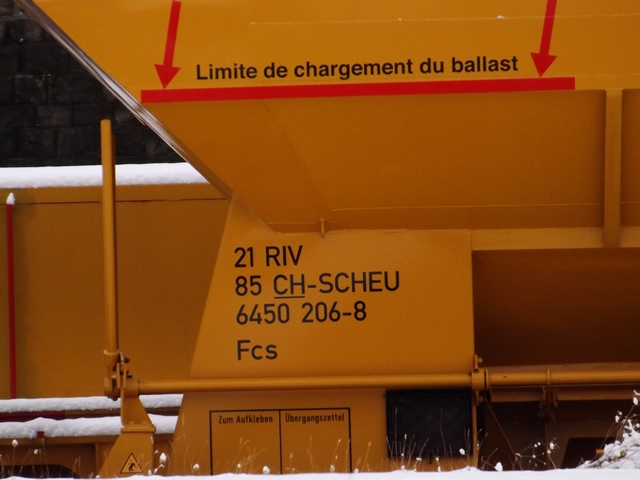 Limite de chargement du ballast
21 RIV
85 CH-SCHEU
6450 206-8
Fcs
Zum Aufkleben
Übergangszettel